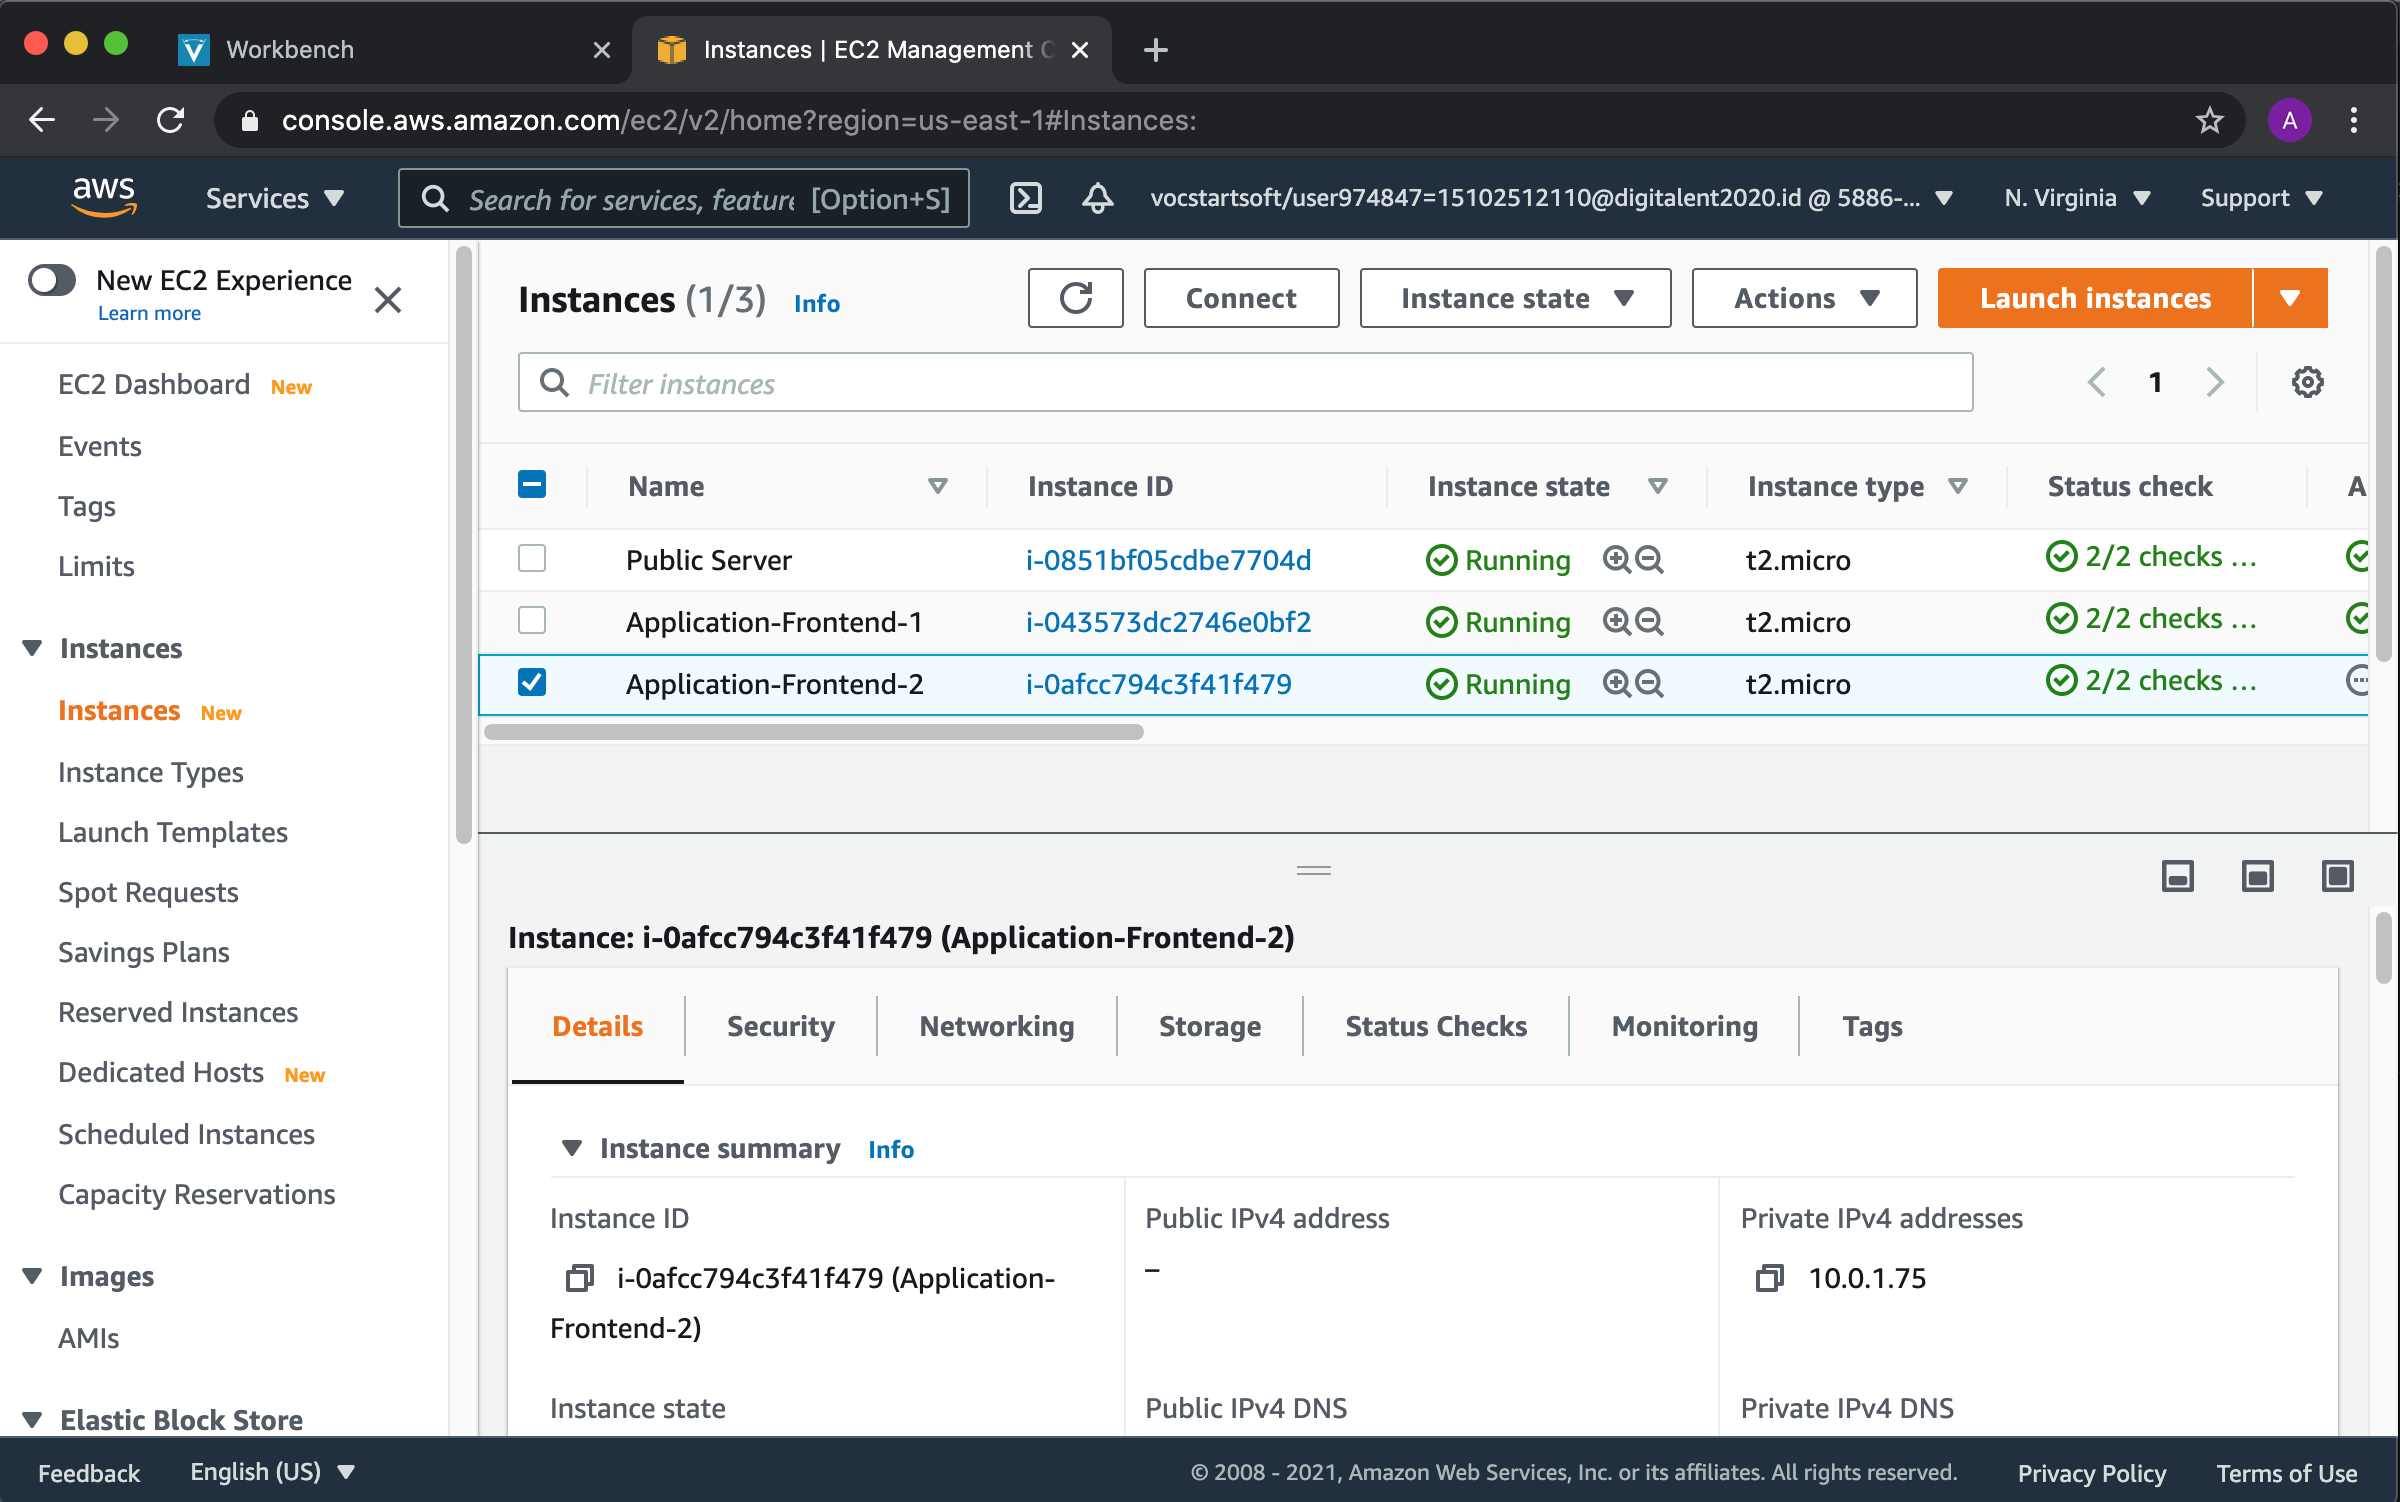 Workbench
Instances | EC2 Management C
console.aws.amazon.com/ec2/v2/home?region=us-east-1#Instances:
A
aws
Services
Search for services, feature [Option+S]
vocstartsoft/user974847=15102512110@digitalent2020.id @ 5886-...
N. Virginia
Support
New EC2 Experience
Learn more
EC2 Dashboard New
Events
Tags
Limits
Instances
Instances New
Instance Types
Launch Templates
Spot Requests
Savings Plans
Reserved Instances
Dedicated Hosts New
Scheduled Instances
Capacity Reservations
Images
AMIs
Elastic Block Store
Instances (1/3) Info
Connect
Instance state
Actions
Launch instances
Filter instances
1
Name Instance ID Instance state Instance type Status check A
Public Server i-0851bf05cdbe7704d Running t2.micro 2/2 checks ...
Application-Frontend-1 i-043573dc2746e0bf2 Running t2.micro 2/2 checks ...
Application-Frontend-2 i-0afcc794c3f41f479 Running t2.micro 2/2 checks ...
Instance: i-0afcc794c3f41f479 (Application-Frontend-2)
Details Security Networking Storage Status Checks Monitoring Tags
Instance summary Info
Instance ID
i-0afcc794c3f41f479 (Application-
Frontend-2)
Public IPv4 address
–
Private IPv4 addresses
10.0.1.75
Instance state
Public IPv4 DNS
Private IPv4 DNS
Feedback
English (US)
© 2008 - 2021, Amazon Web Services, Inc. or its affiliates. All rights reserved.
Privacy Policy
Terms of Use